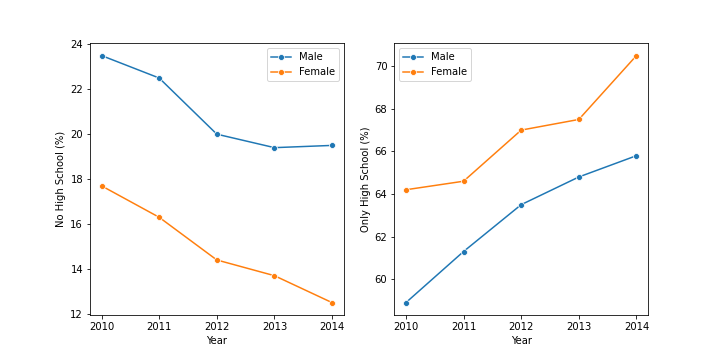 No High School (%)
24
22
20
18
16
14
12
2010 2011 2012 2013 2014
Year
Male
Female
Only High School (%)
70
68
66
64
62
60
2010 2011 2012 2013 2014
Year
Male
Female